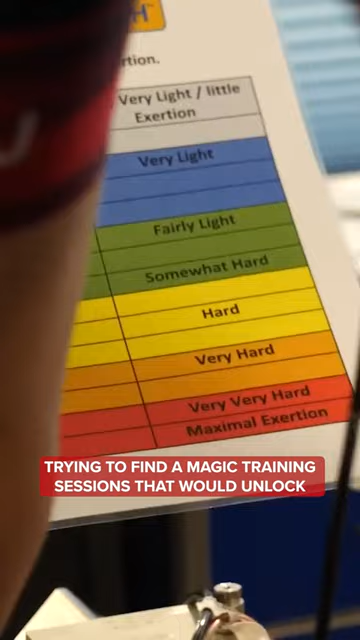 H™
rtion.
Very Light / little
Exertion
Very Light
Fairly Light
Somewhat Hard
Hard
Very Hard
Very Very Hard
Maximal Exertion
TRYING TO FIND A MAGIC TRAINING
SESSIONS THAT WOULD UNLOCK